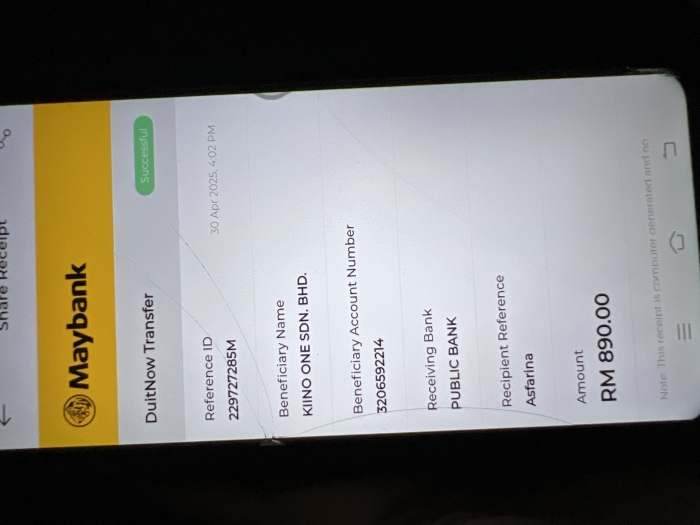 Share Receipt
Maybank
DuitNow Transfer
Successful
Reference ID
30 Apr 2025, 4:02 PM
229727285M
Beneficiary Name
KIINO ONE SDN. BHD.
Beneficiary Account Number
3206592214
Receiving Bank
PUBLIC BANK
Recipient Reference
Asfarina
Amount
RM 890.00
Note: This receipt is computer generated and no